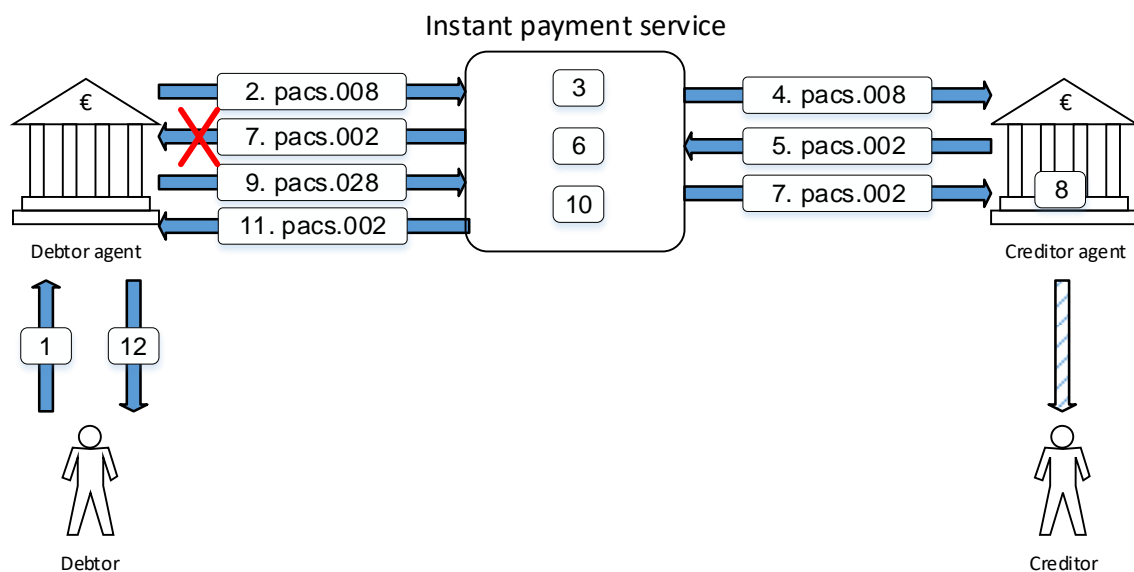 Instant payment service
€
2. pacs.008
3
4. pacs.008
€
7. pacs.002
6
5. pacs.002
9. pacs.028
10
7. pacs.002
8
11. pacs.002
Debtor agent
Creditor agent
1
12
Debtor
Creditor